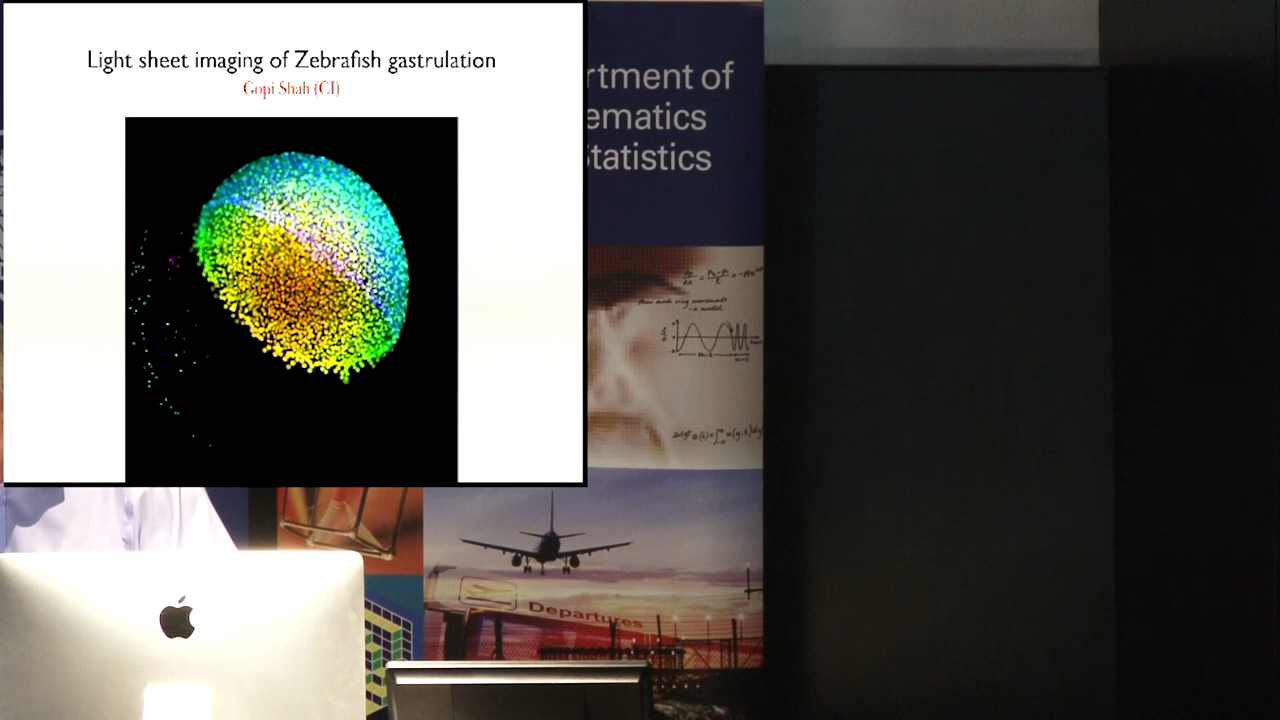 Light sheet imaging of Zebrafish gastrulation
Gopi Shah (CI)
rtment of
ematics
Statistics
Departures